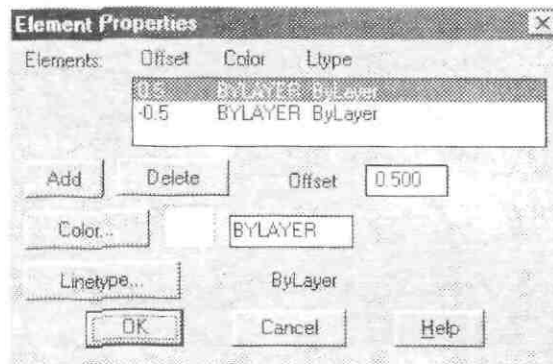 Element Properties
Elements: Offset Color Ltype
0.5 BYLAYER ByLayer
-0.5 BYLAYER ByLayer
Add Delete Offset 0.500
Color... BYLAYER
Linetype... ByLayer
OK Cancel Help